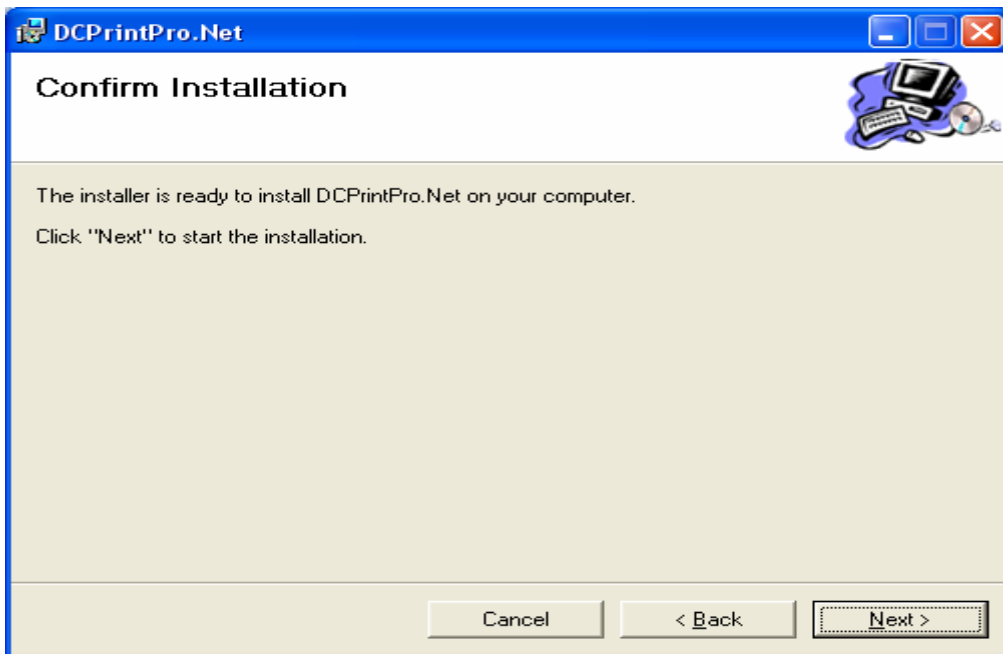 DCPrintPro.Net
Confirm Installation
The installer is ready to install DCPrintPro.Net on your computer.
Click "Next" to start the installation.
Cancel
< Back
Next >